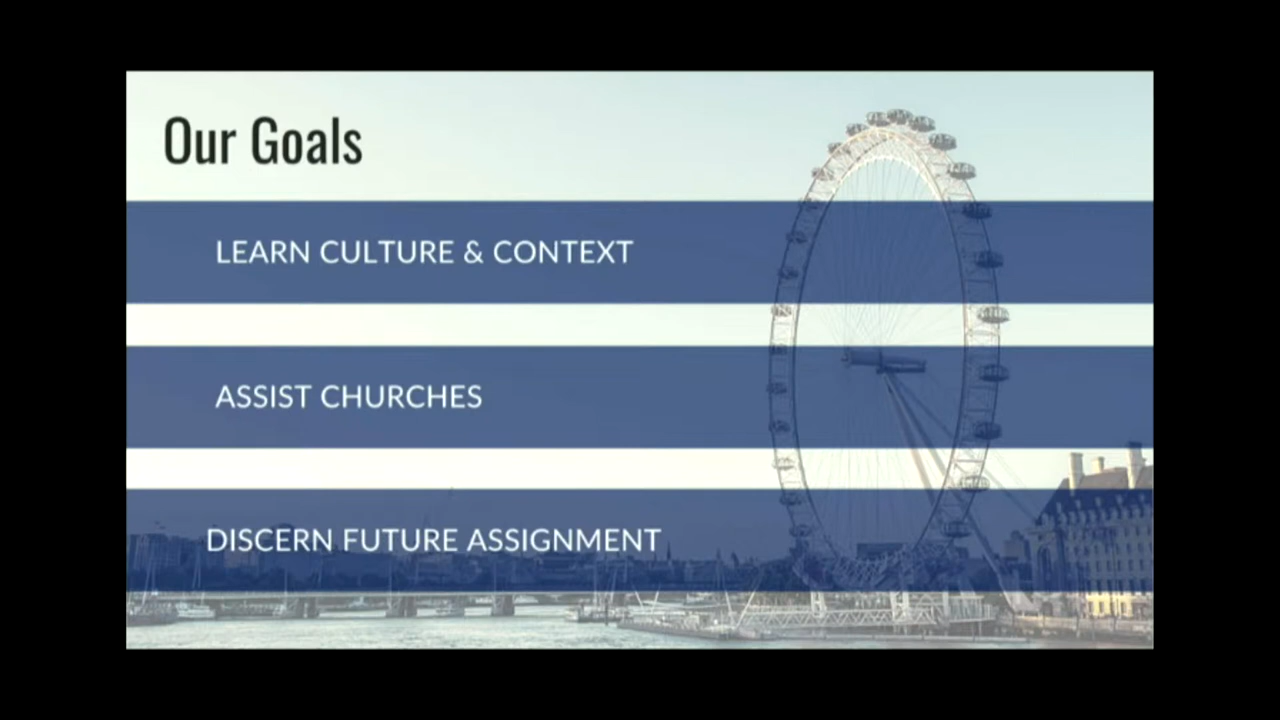 Our Goals
LEARN CULTURE & CONTEXT
ASSIST CHURCHES
DISCERN FUTURE ASSIGNMENT